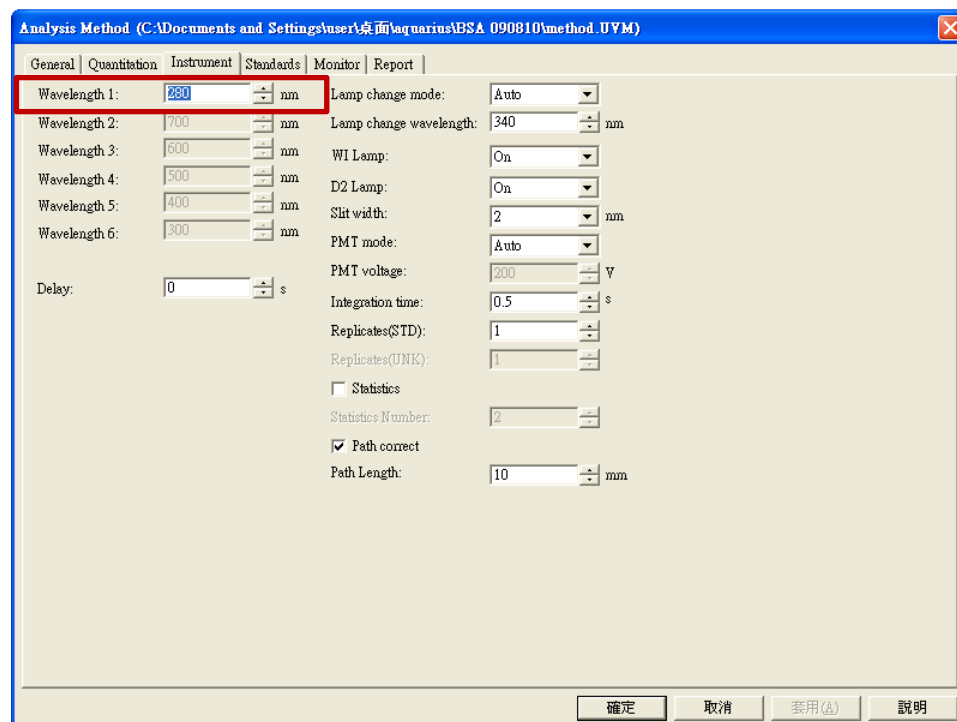 Analysis Method (C:\Documents and Settings\user\桌面\aquarius\BSA 090810\method.UVM)
General Quantitation Instrument Standards Monitor Report
Wavelength 1: 280 nm
Wavelength 2: 700 nm
Wavelength 3: 600 nm
Wavelength 4: 500 nm
Wavelength 5: 400 nm
Wavelength 6: 300 nm
Delay: 0 s
Lamp change mode: Auto
Lamp change wavelength: 340 nm
WI Lamp: On
D2 Lamp: On
Slit width: 2 nm
PMT mode: Auto
PMT voltage: 200 V
Integration time: 0.5 s
Replicates(STD): 1
Replicates(UNK): 1
Statistics
Statistics Number: 2
Path correct
Path Length: 10 mm
確定 取消 套用(A) 說明